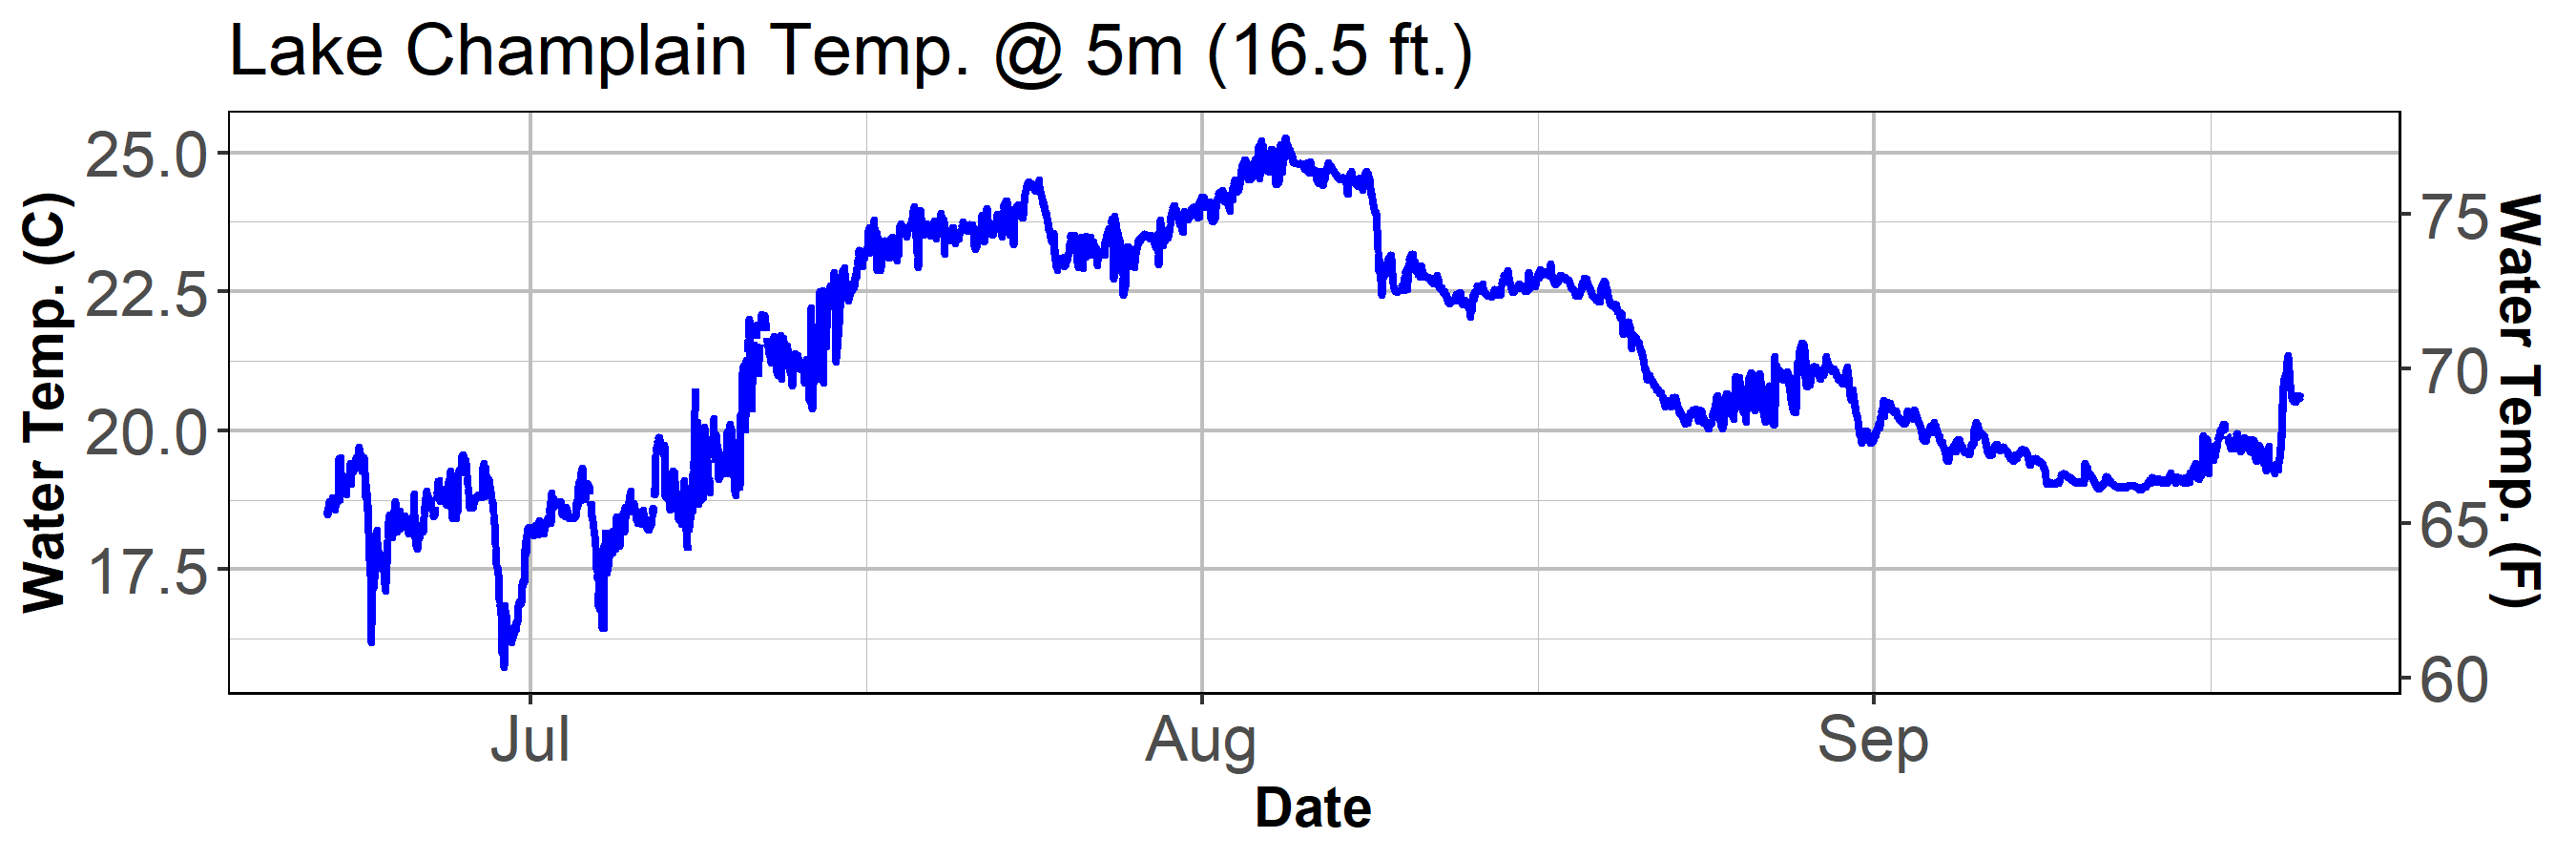 Lake Champlain Temp. @ 5m (16.5 ft.)
Water Temp. (C)
25.0
22.5
20.0
17.5
75
70
65
60
Water Temp. (F)
Jul Aug Sep
Date